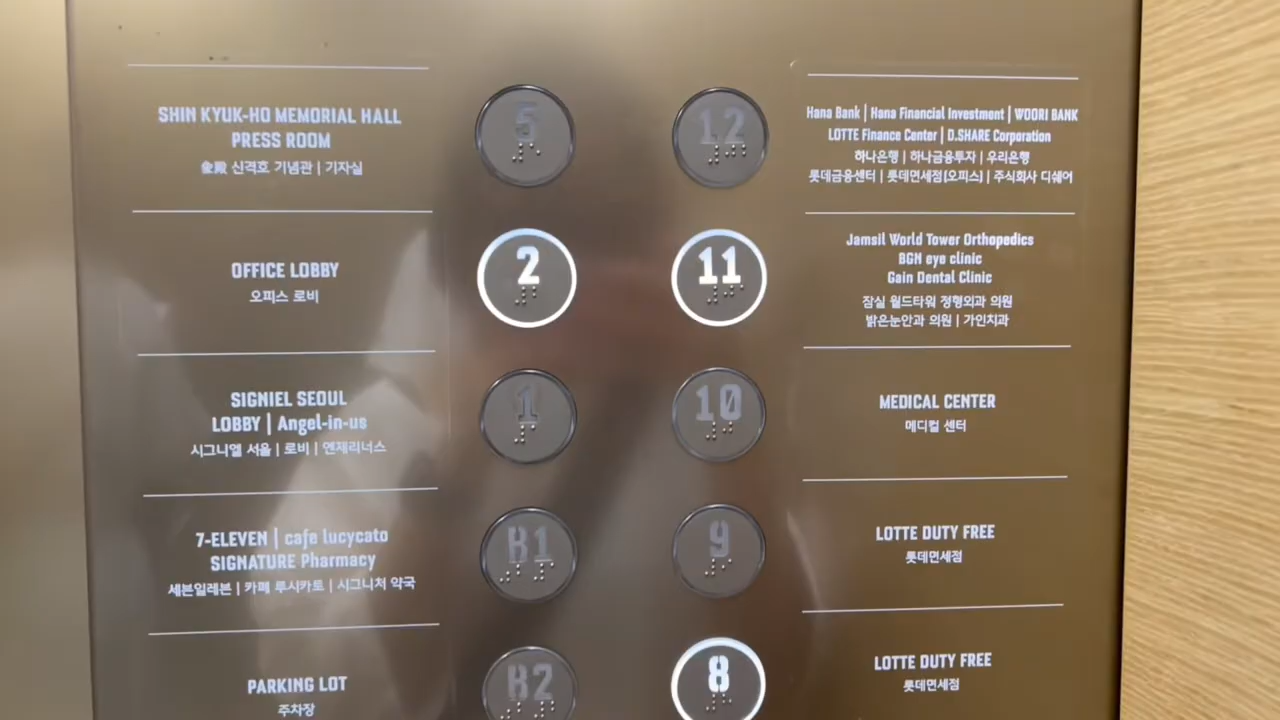 SHIN KYUK-HO MEMORIAL HALL
PRESS ROOM
신격호 기념관 | 기자실
5
12
Hana Bank | Hana Financial Investment | WOORI BANK
LOTTE Finance Center | D.SHARE Corporation
하나은행 | 하나금융투자 | 우리은행
롯데금융센터 | 롯데면세점(오피스) | 주식회사 디쉐어
OFFICE LOBBY
오피스 로비
2
11
Jamsil World Tower Orthopedics
BGN eye clinic
Gain Dental Clinic
잠실 월드타워 정형외과 의원
밝은눈안과 의원 | 가인치과
SIGNIEL SEOUL
LOBBY | Angel-in-us
시그니엘 서울 | 로비 | 엔제리너스
1
10
MEDICAL CENTER
메디컬 센터
7-ELEVEN | cafe lucycato
SIGNATURE Pharmacy
세븐일레븐 | 카페 루시카토 | 시그니처 약국
B1
9
LOTTE DUTY FREE
롯데면세점
PARKING LOT
주차장
B2
8
LOTTE DUTY FREE
롯데면세점